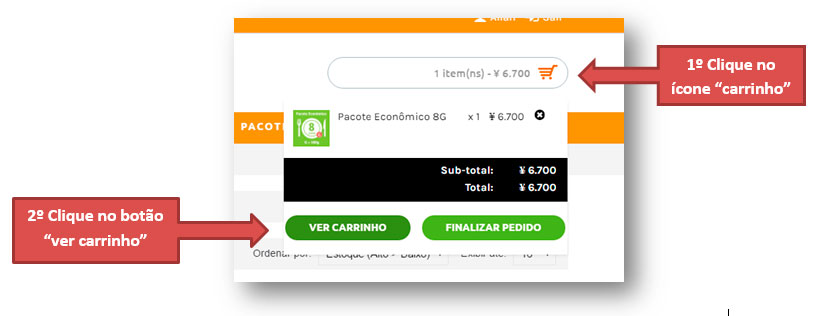 Allan Sair
1 item(ns) - ¥ 6.700
1º Clique no
ícone “carrinho”
Pacote Econômico
8
Pacote Econômico 8G x 1 ¥ 6.700
PACOTE
Sub-total: ¥ 6.700
Total: ¥ 6.700
2º Clique no botão
“ver carrinho”
VER CARRINHO FINALIZAR PEDIDO
Ordenar por: Estoque (Alto > Baixo) Exibir até: 16